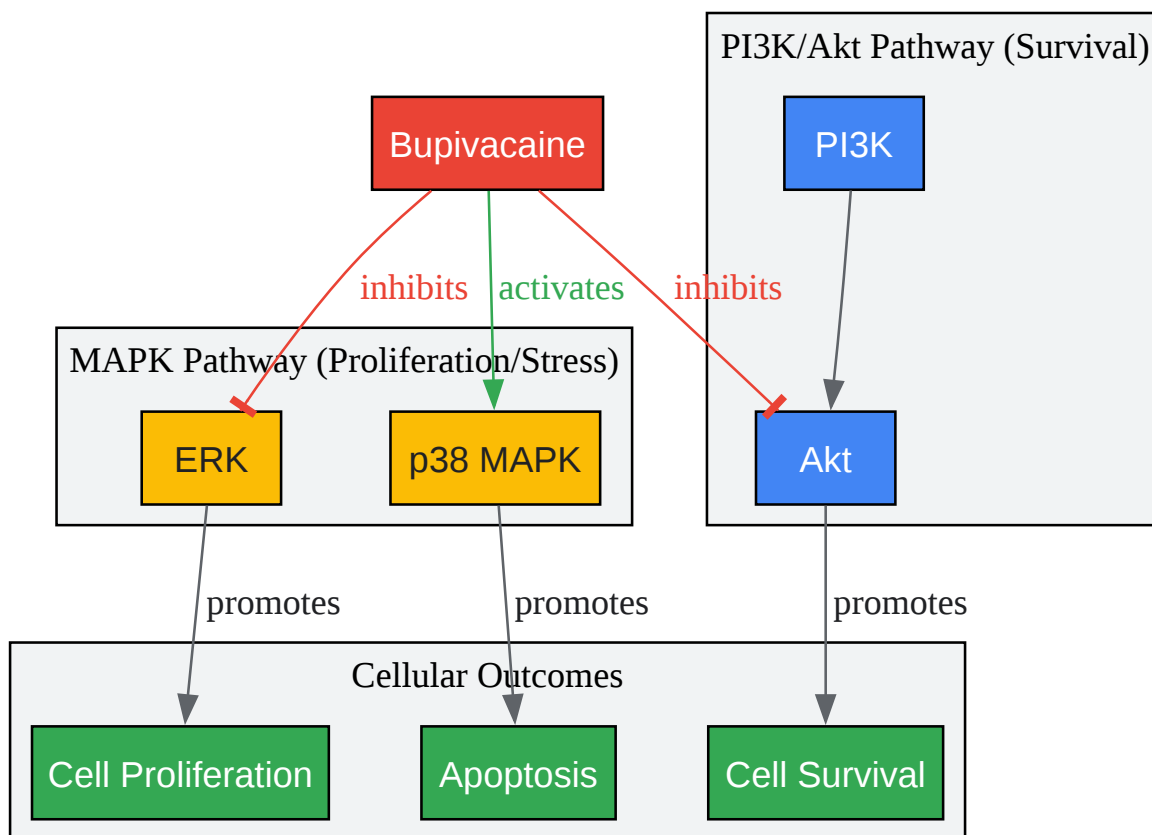 PI3K/Akt Pathway (Survival)
Bupivacaine
PI3K
inhibits
activates
inhibits
MAPK Pathway (Proliferation/Stress)
ERK
p38 MAPK
Akt
promotes
promotes
promotes
Cellular Outcomes
Cell Proliferation
Apoptosis
Cell Survival